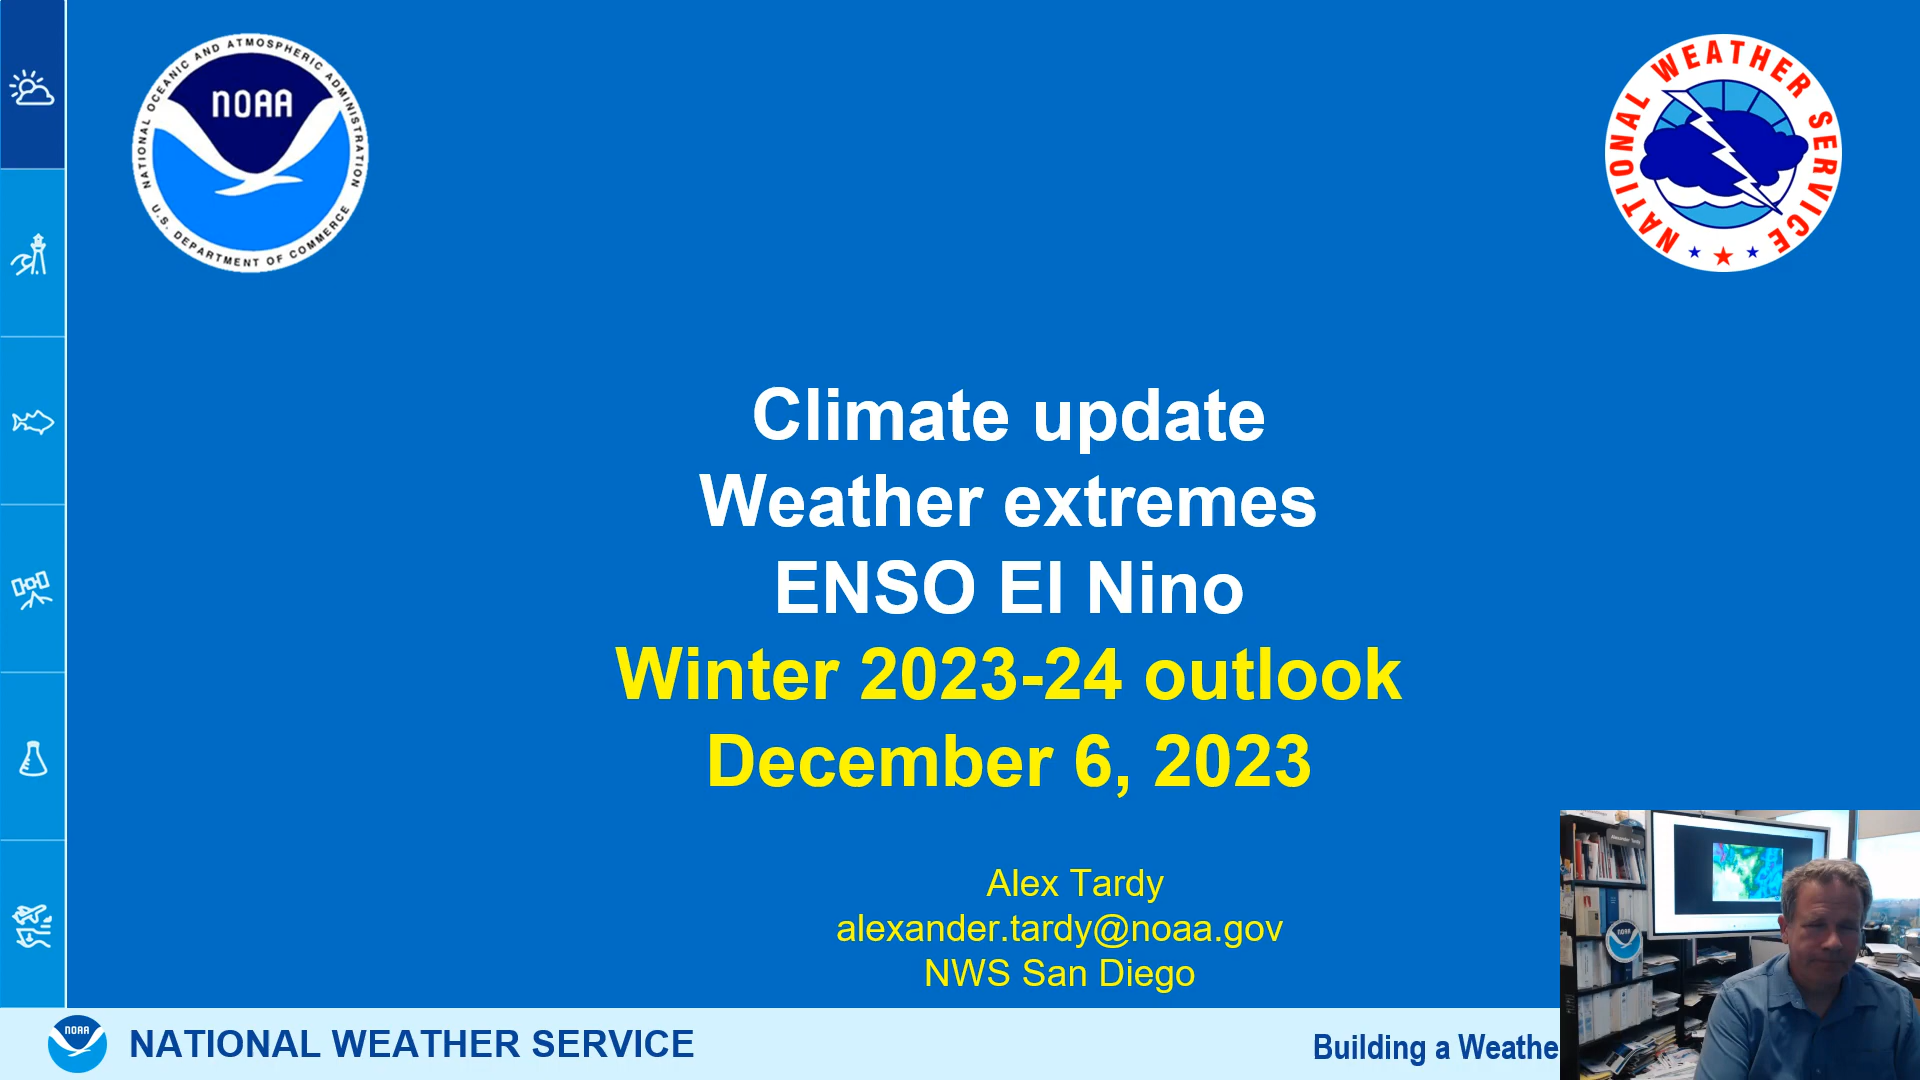 NATIONAL OCEANIC AND ATMOSPHERIC ADMINISTRATION
NOAA
U.S. DEPARTMENT OF COMMERCE
NATIONAL WEATHER SERVICE
Climate update
Weather extremes
ENSO El Nino
Winter 2023-24 outlook
December 6, 2023
Alex Tardy
alexander.tardy@noaa.gov
NWS San Diego
NOAA
NATIONAL WEATHER SERVICE
Building a Weathe